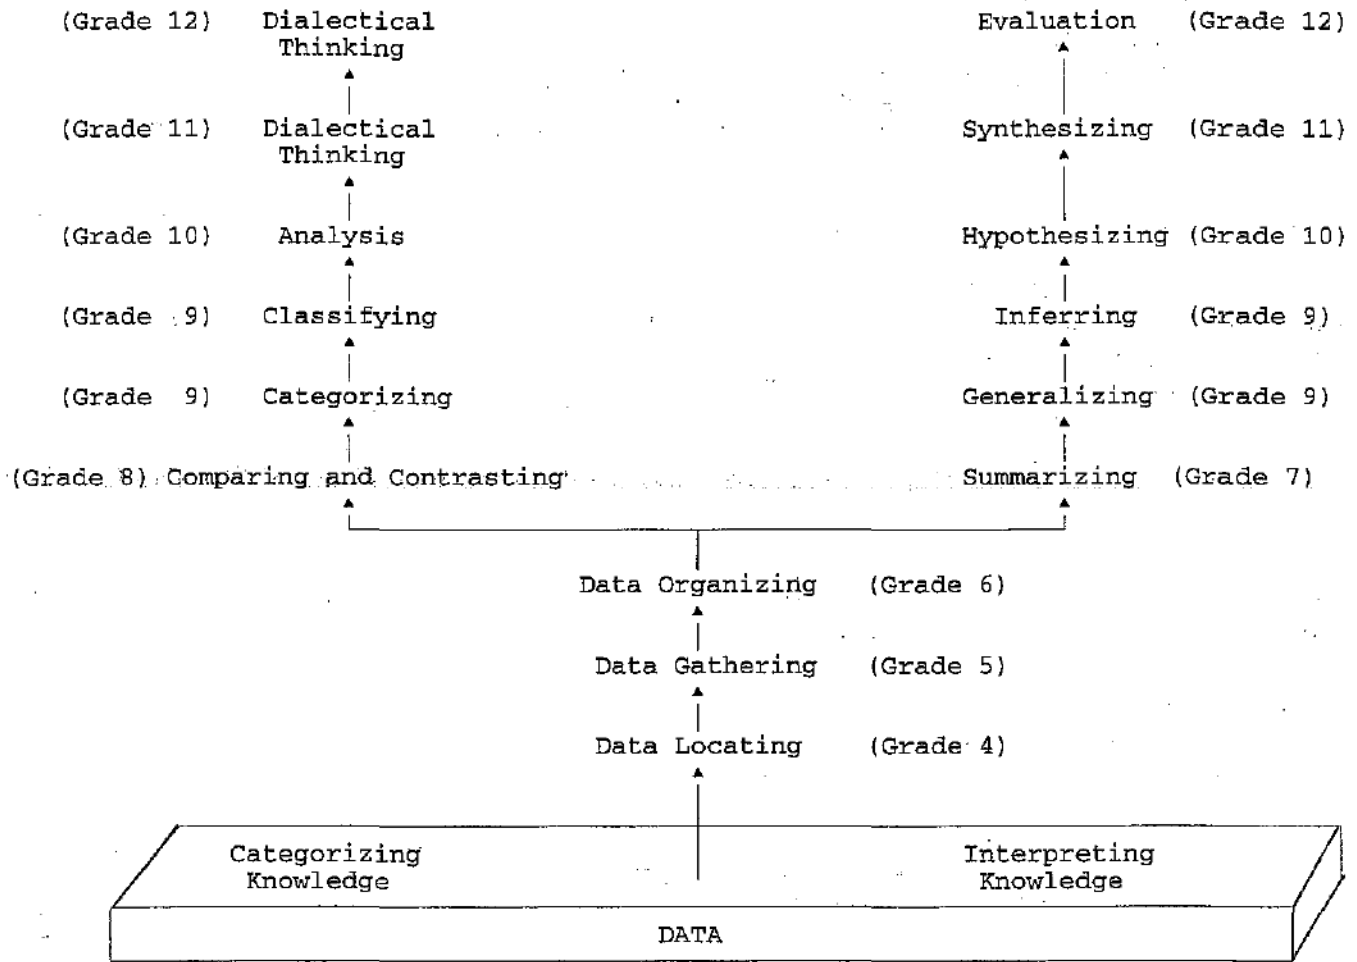 (Grade 12) Dialectical Thinking
Evaluation (Grade 12)
(Grade 11) Dialectical Thinking
Synthesizing (Grade 11)
(Grade 10) Analysis
Hypothesizing (Grade 10)
(Grade 9) Classifying
Inferring (Grade 9)
(Grade 9) Categorizing
Generalizing (Grade 9)
(Grade 8) Comparing and Contrasting
Summarizing (Grade 7)
Data Organizing (Grade 6)
Data Gathering (Grade 5)
Data Locating (Grade 4)
Categorizing
Knowledge
Interpreting
Knowledge
DATA